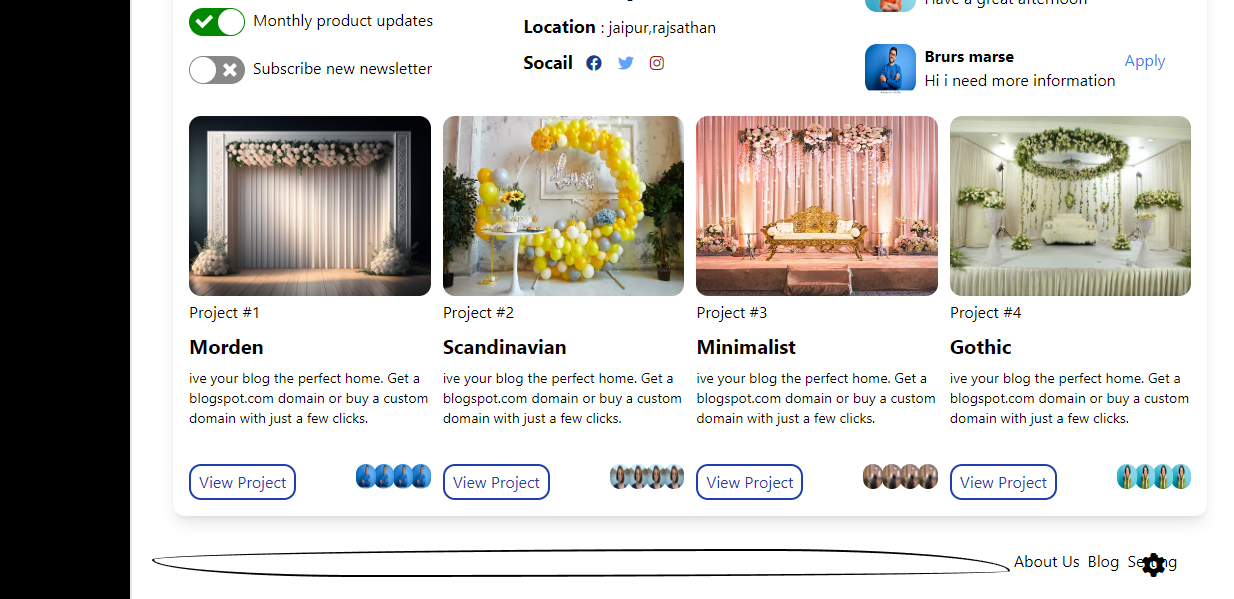 Monthly product updates
Subscribe new newsletter
Location : jaipur,rajsathan
Socail
Have a great afternoon
Brurs marse
Hi i need more information
Apply
Project #1
Morden
ive your blog the perfect home. Get a
blogspot.com domain or buy a custom
domain with just a few clicks.
View Project
Project #2
Scandinavian
ive your blog the perfect home. Get a
blogspot.com domain or buy a custom
domain with just a few clicks.
View Project
Project #3
Minimalist
ive your blog the perfect home. Get a
blogspot.com domain or buy a custom
domain with just a few clicks.
View Project
Project #4
Gothic
ive your blog the perfect home. Get a
blogspot.com domain or buy a custom
domain with just a few clicks.
View Project
About Us Blog